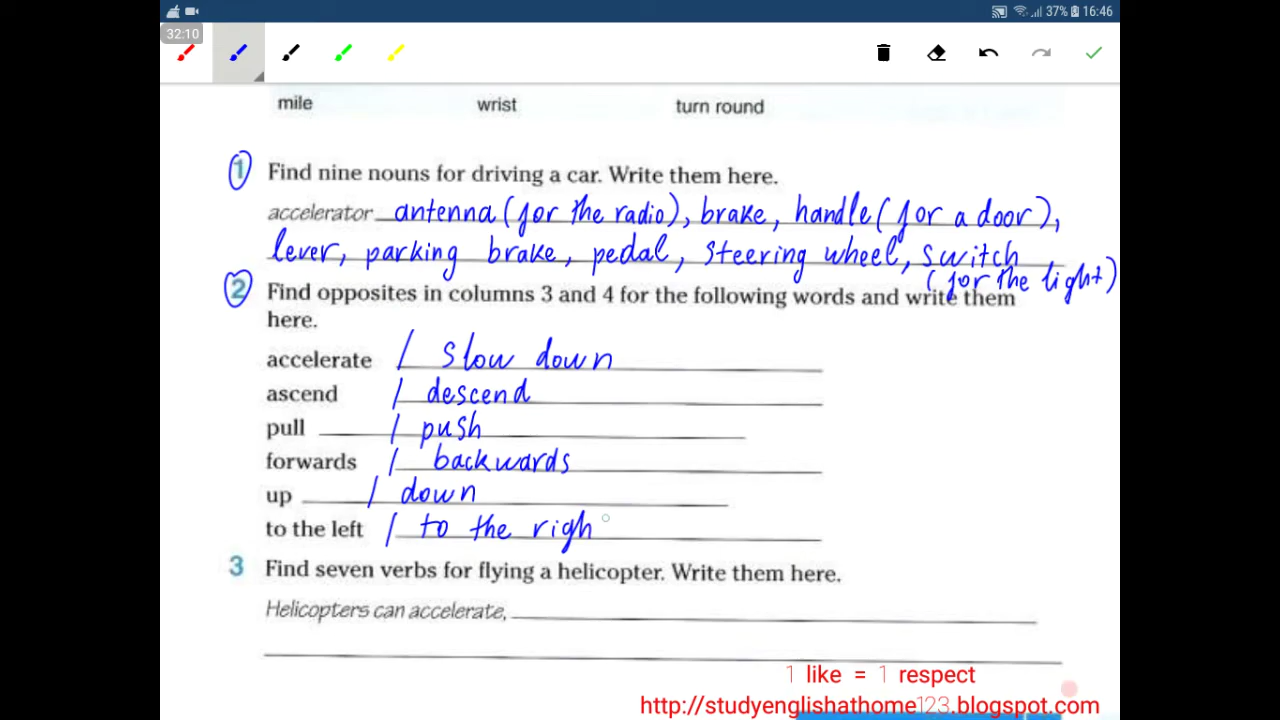 37% 16:46
32:10
mile wrist turn round
1 Find nine nouns for driving a car. Write them here.
accelerator antenna (for the radio), brake, handle (for a door),
lever, parking brake, pedal, steering wheel, switch
(for the light)
2 Find opposites in columns 3 and 4 for the following words and write them
here.
accelerate / slow down
ascend / descend
pull / push
forwards / backwards
up / down
to the left / to the righ
3 Find seven verbs for flying a helicopter. Write them here.
Helicopters can accelerate,
1 like = 1 respect
http://studyenglishathome123.blogspot.com